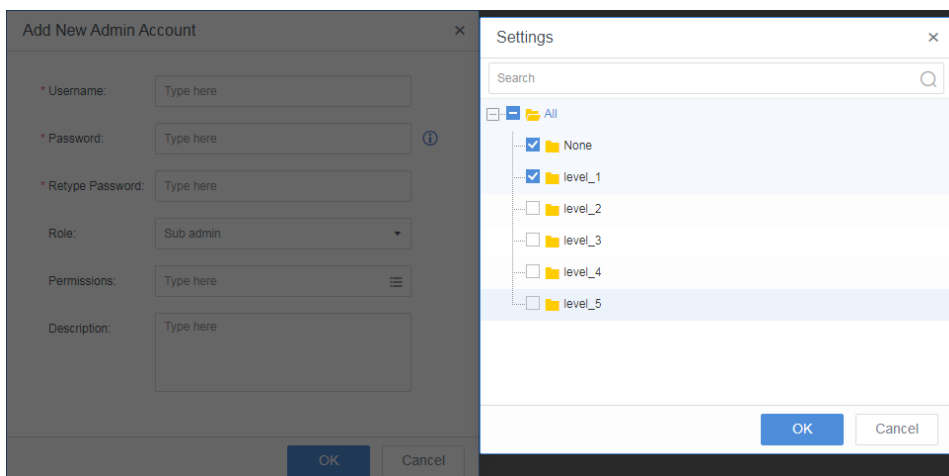 Add New Admin Account
* Username:
Type here
* Password:
Type here
* Retype Password:
Type here
Role:
Sub admin
Permissions:
Type here
Description:
Type here
OK
Cancel
Settings
Search
All
None
level_1
level_2
level_3
level_4
level_5
OK
Cancel